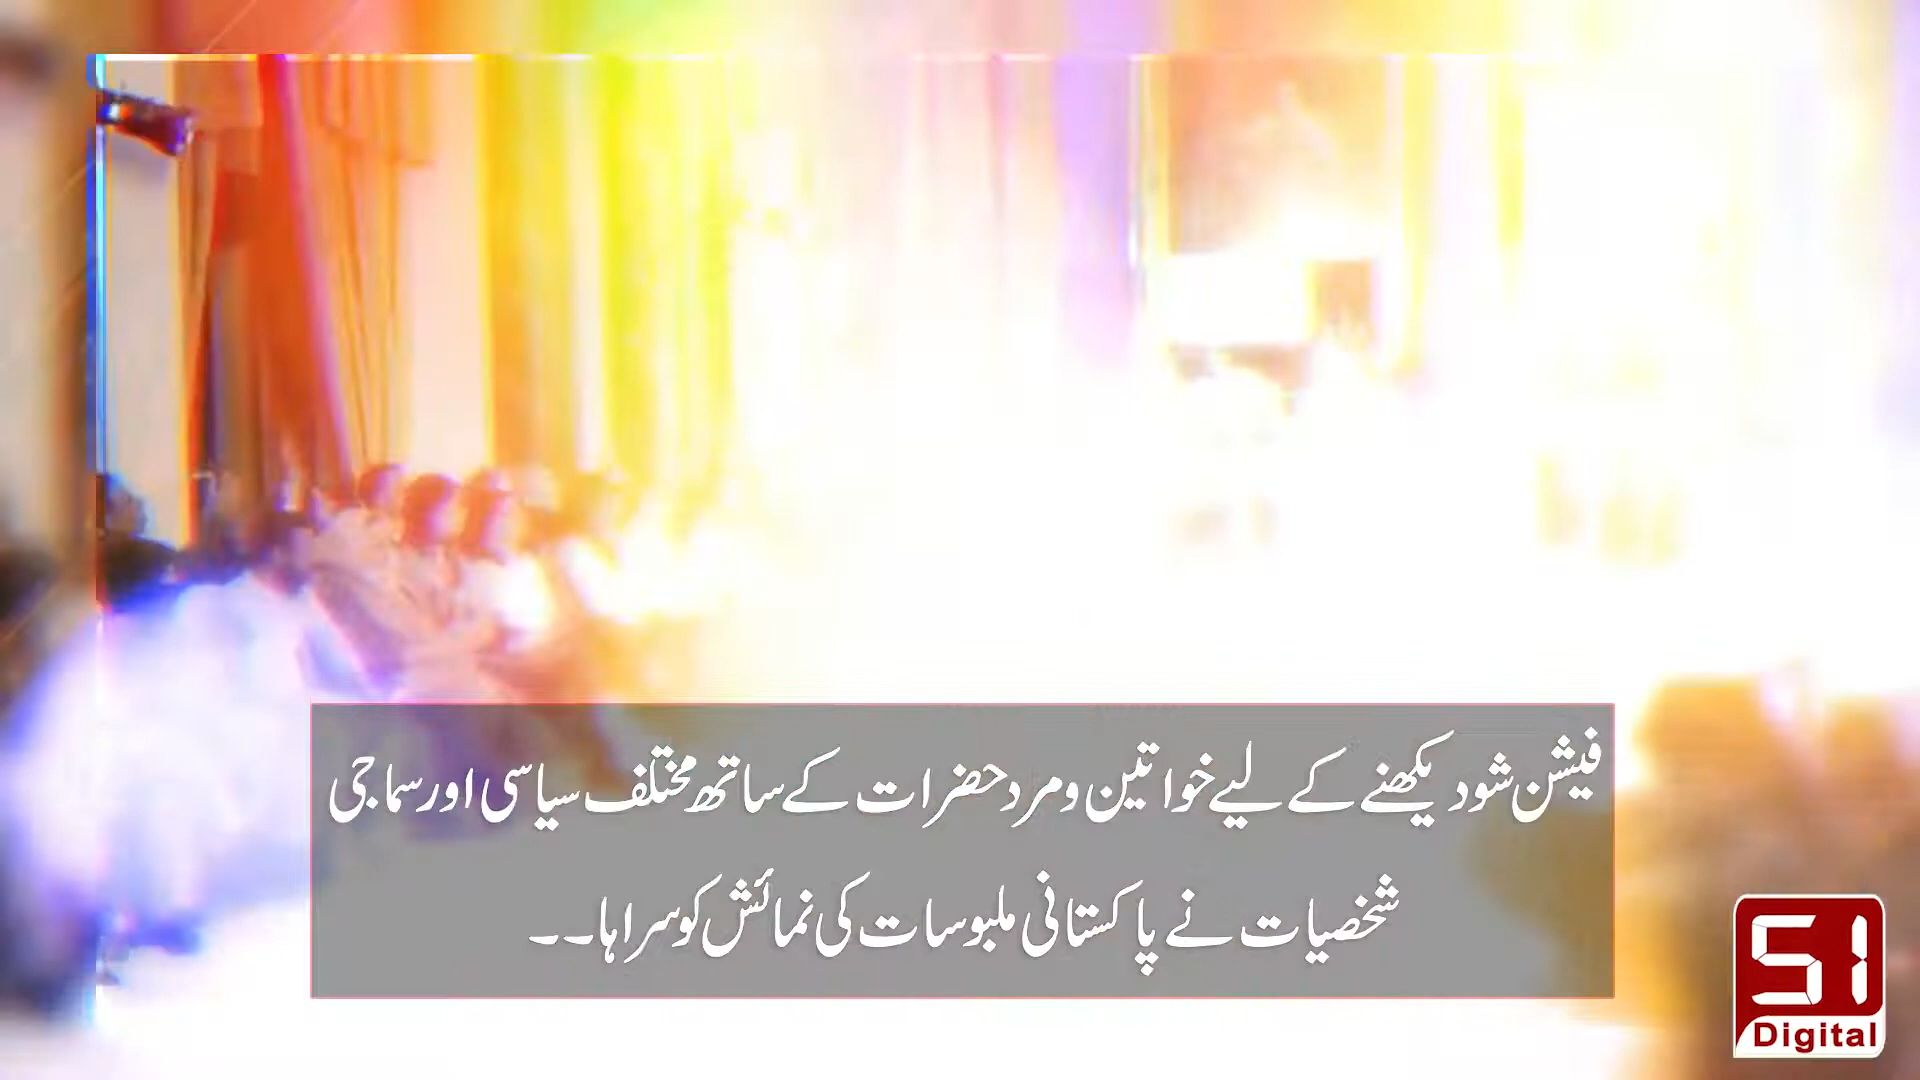 فیشن شو دیکھنے کے لیے خواتین و مرد حضرات کے ساتھ مختلف سیاسی اور سماجی
شخصیات نے پاکستانی ملبوسات کی نمائش کو سراہا۔۔
51
Digital